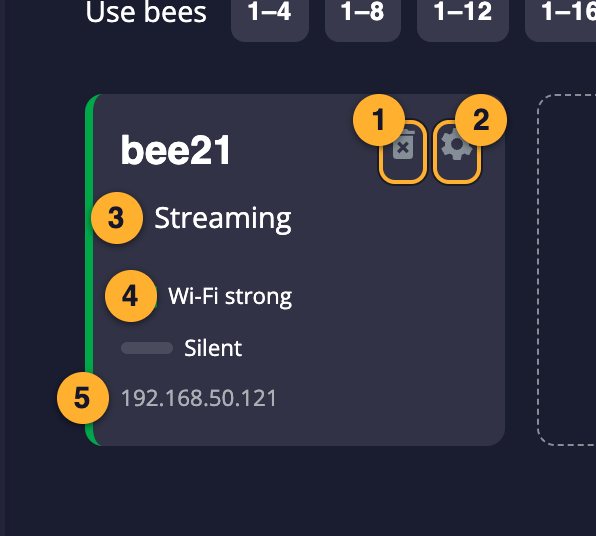 Use bees 1–4 1–8 1–12 1–16
1 2
bee21
3 Streaming
4 Wi-Fi strong
Silent
5 192.168.50.121